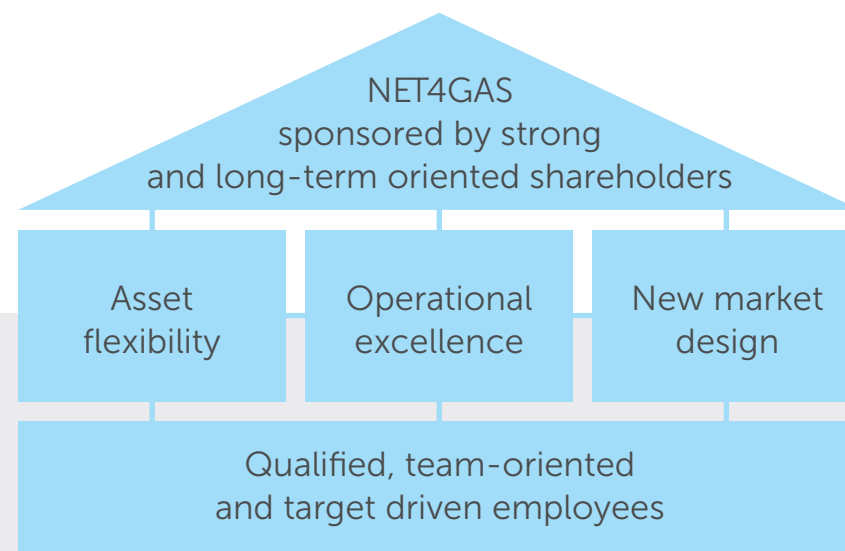 NET4GAS
sponsored by strong
and long-term oriented shareholders
Asset
flexibility
Operational
excellence
New market
design
Qualified, team-oriented
and target driven employees